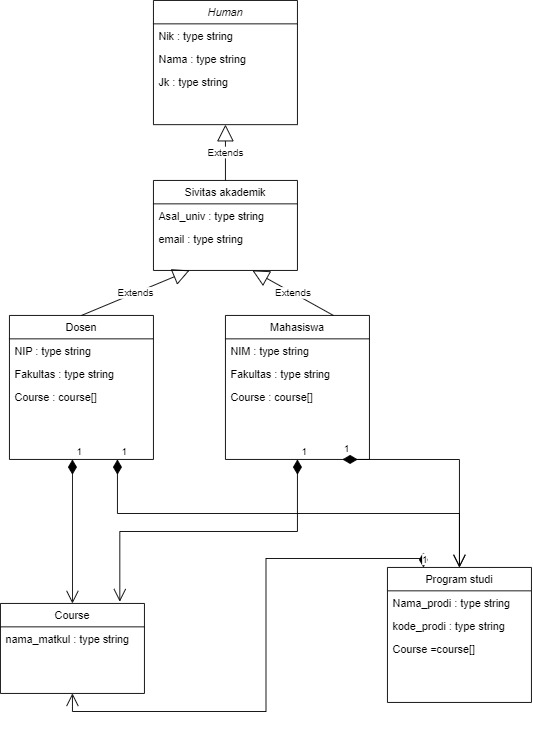 Human
Nik : type string
Nama : type string
Jk : type string
Extends
Sivitas akademik
Asal_univ : type string
email : type string
Extends
Extends
Dosen
NIP : type string
Fakultas : type string
Course : course[]
Mahasiswa
NIM : type string
Fakultas : type string
Course : course[]
1
1
1
1
1
Program studi
Nama_prodi : type string
kode_prodi : type string
Course =course[]
Course
nama_matkul : type string